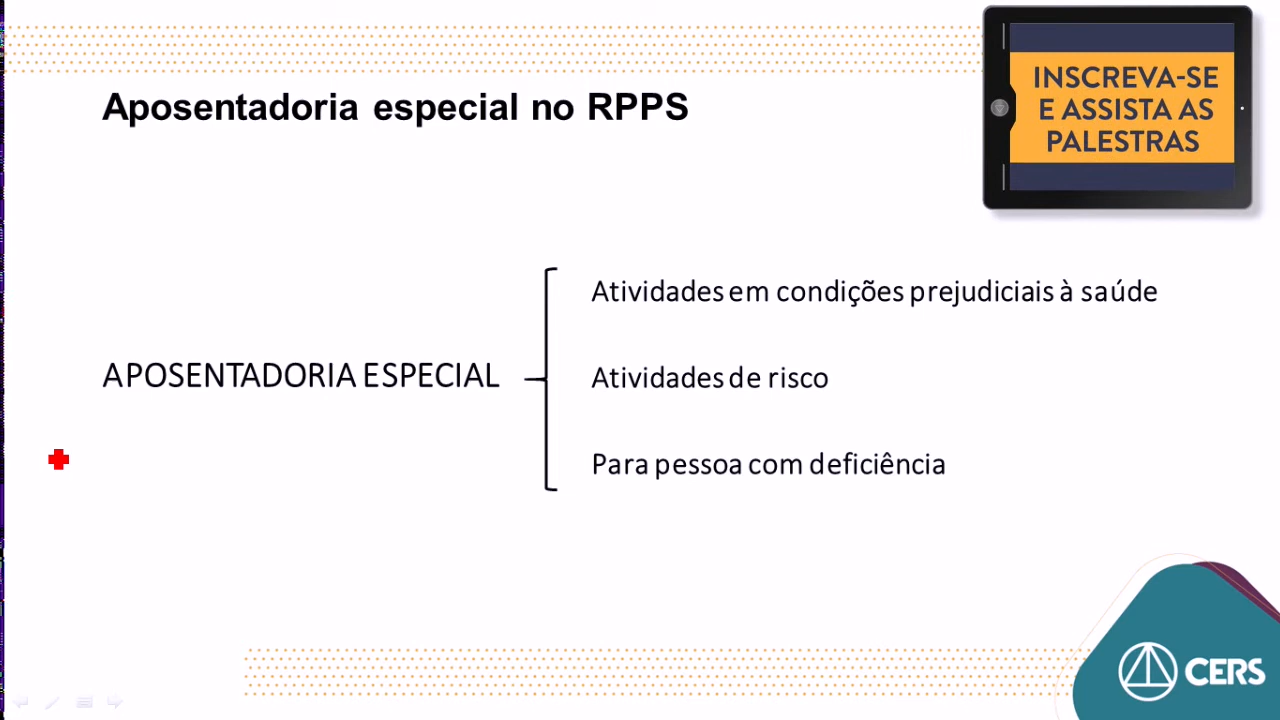 INSCREVA-SE
E ASSISTA AS
PALESTRAS
Aposentadoria especial no RPPS
APOSENTADORIA ESPECIAL
Atividades em condições prejudiciais à saúde
Atividades de risco
Para pessoa com deficiência
CERS